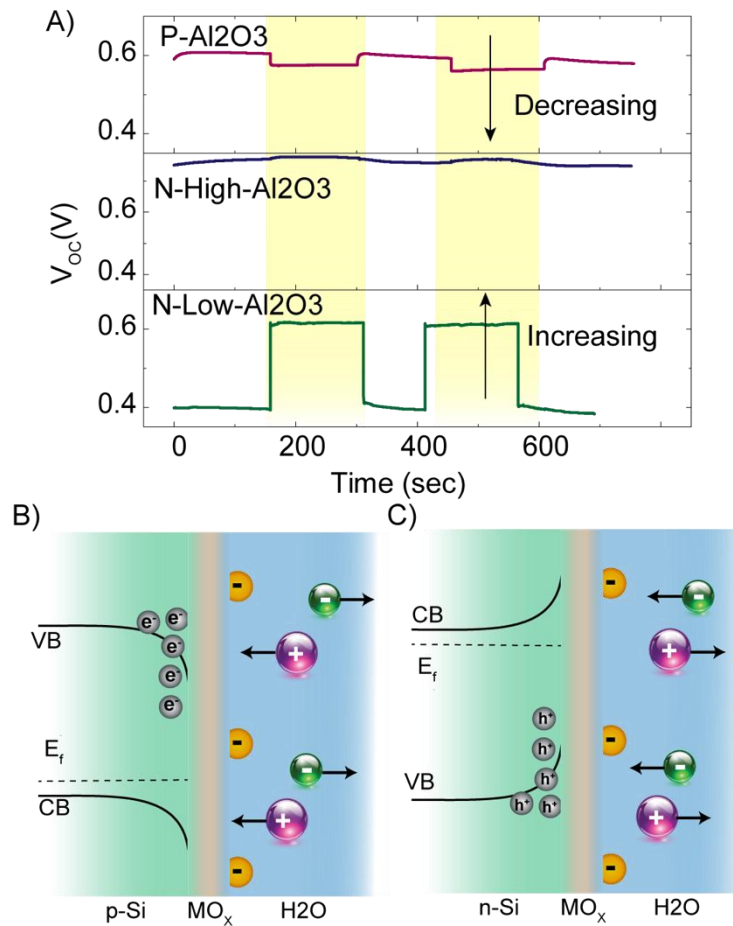 A)
P-Al2O3
0.6
Decreasing
0.4
N-High-Al2O3
0.6
0.4
N-Low-Al2O3
0.6
Increasing
0.4
VOC(V)
0 200 400 600
Time (sec)
B)
VB
Ef
CB
e- e-
e-
e-
e-
-
-
-
-
+
-
+
p-Si MOX H2O
C)
CB
Ef
VB
h+
h+
h+
h+ h+
-
-
-
-
+
-
+
n-Si MOX H2O